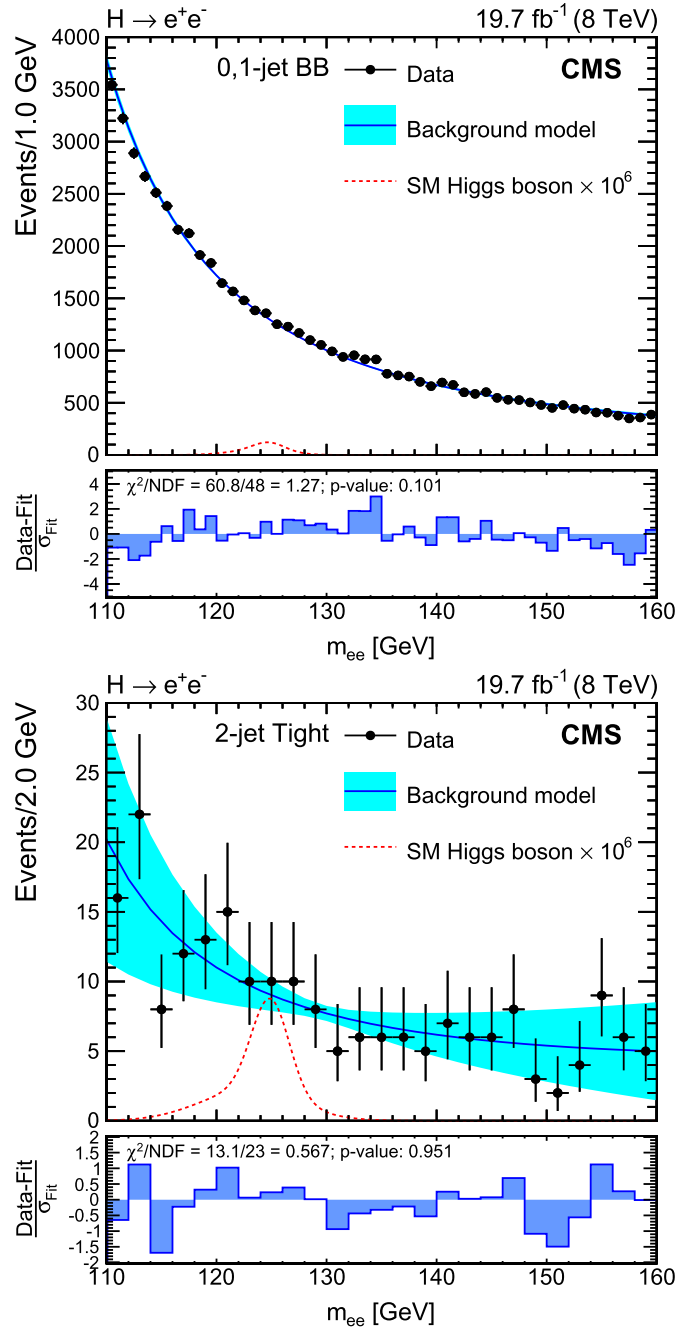 H → e⁺e⁻ 19.7 fb⁻¹ (8 TeV)
4000
3500
3000
2500
2000
1500
1000
500
0
Events/1.0 GeV
0,1-jet BB
Data
CMS
Background model
SM Higgs boson × 10⁶
χ²/NDF = 60.8/48 = 1.27; p-value: 0.101
Data-Fit
σ_Fit
4
2
0
-2
-4
110 120 130 140 150 160
m_ee [GeV]
H → e⁺e⁻ 19.7 fb⁻¹ (8 TeV)
30
25
20
15
10
5
0
Events/2.0 GeV
2-jet Tight
Data
CMS
Background model
SM Higgs boson × 10⁶
χ²/NDF = 13.1/23 = 0.567; p-value: 0.951
Data-Fit
σ_Fit
2
1.5
1
0.5
0
-0.5
-1
-1.5
-2
110 120 130 140 150 160
m_ee [GeV]